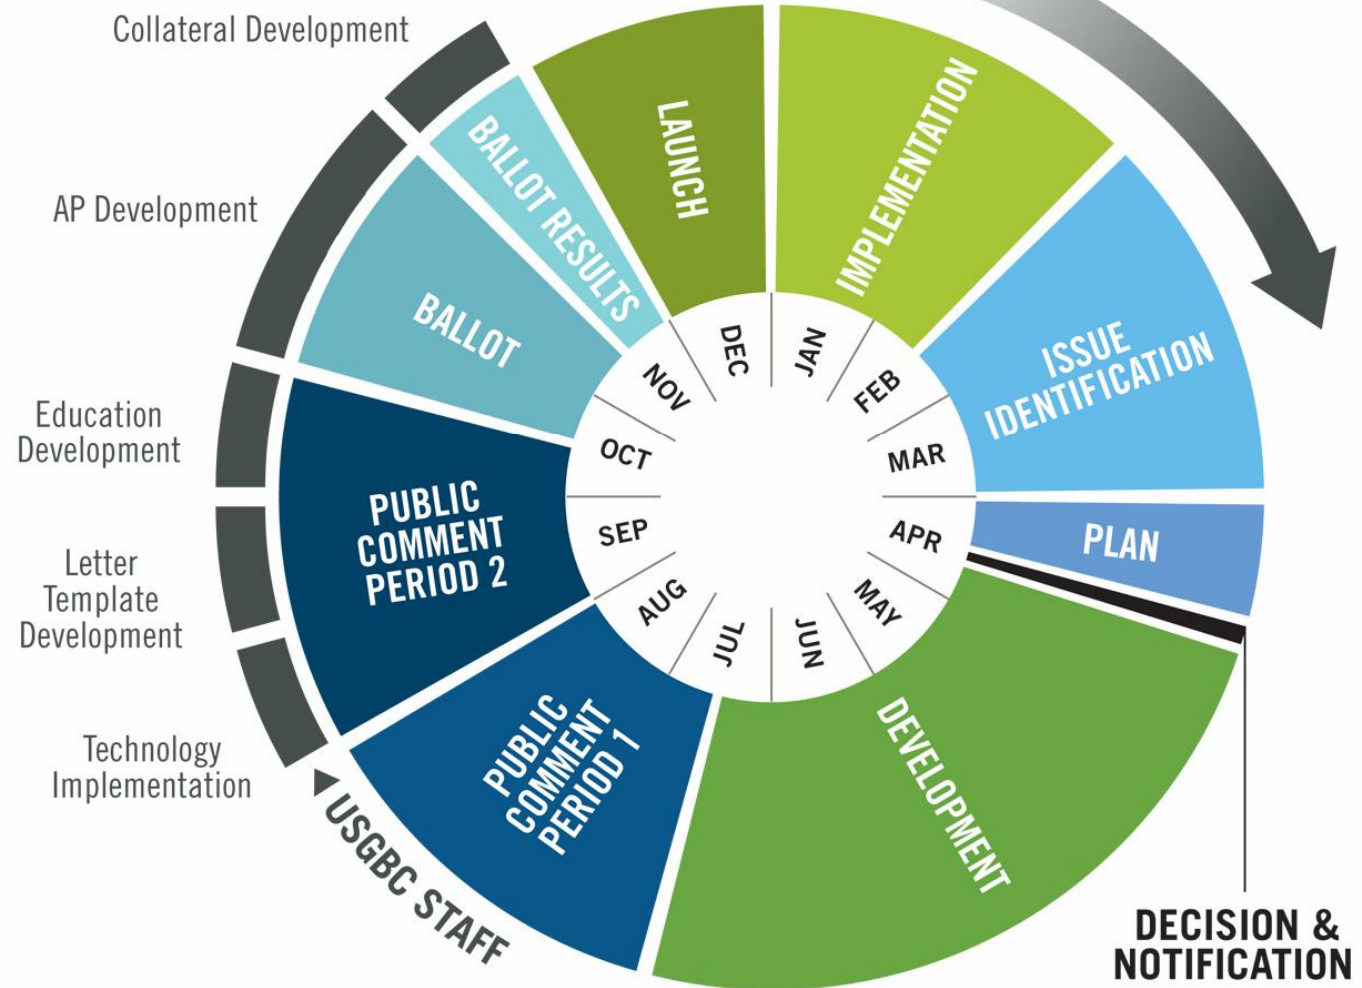 Collateral Development
AP Development
Education
Development
Letter
Template
Development
Technology
Implementation
USGBC STAFF
LAUNCH
IMPLEMENTATION
ISSUE
IDENTIFICATION
PLAN
DECISION &
NOTIFICATION
DEVELOPMENT
PUBLIC
COMMENT
PERIOD 1
PUBLIC
COMMENT
PERIOD 2
BALLOT
BALLOT RESULTS
JAN
FEB
MAR
APR
MAY
JUN
JUL
AUG
SEP
OCT
NOV
DEC